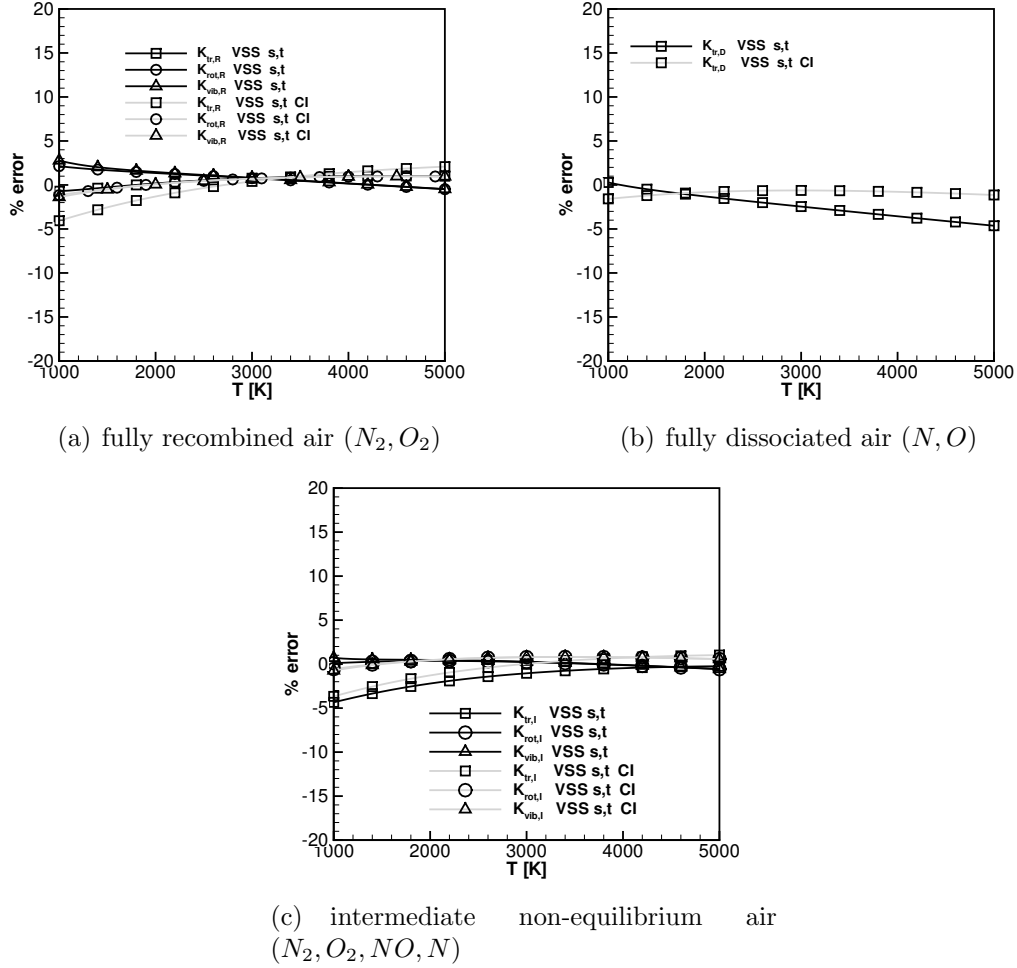 20
15
10
5
0
-5
-10
-15
-20
% error
K_tr,R VSS s,t
K_rot,R VSS s,t
K_vib,R VSS s,t
K_tr,R VSS s,t CI
K_rot,R VSS s,t CI
K_vib,R VSS s,t CI
1000 2000 3000 4000 5000
T [K]
(a) fully recombined air (N₂, O₂)
20
15
10
5
0
-5
-10
-15
-20
% error
K_tr,D VSS s,t
K_tr,D VSS s,t CI
1000 2000 3000 4000 5000
T [K]
(b) fully dissociated air (N, O)
20
15
10
5
0
-5
-10
-15
-20
% error
K_tr,I VSS s,t
K_rot,I VSS s,t
K_vib,I VSS s,t
K_tr,I VSS s,t CI
K_rot,I VSS s,t CI
K_vib,I VSS s,t CI
1000 2000 3000 4000 5000
T [K]
(c) intermediate non-equilibrium air
(N₂, O₂, NO, N)